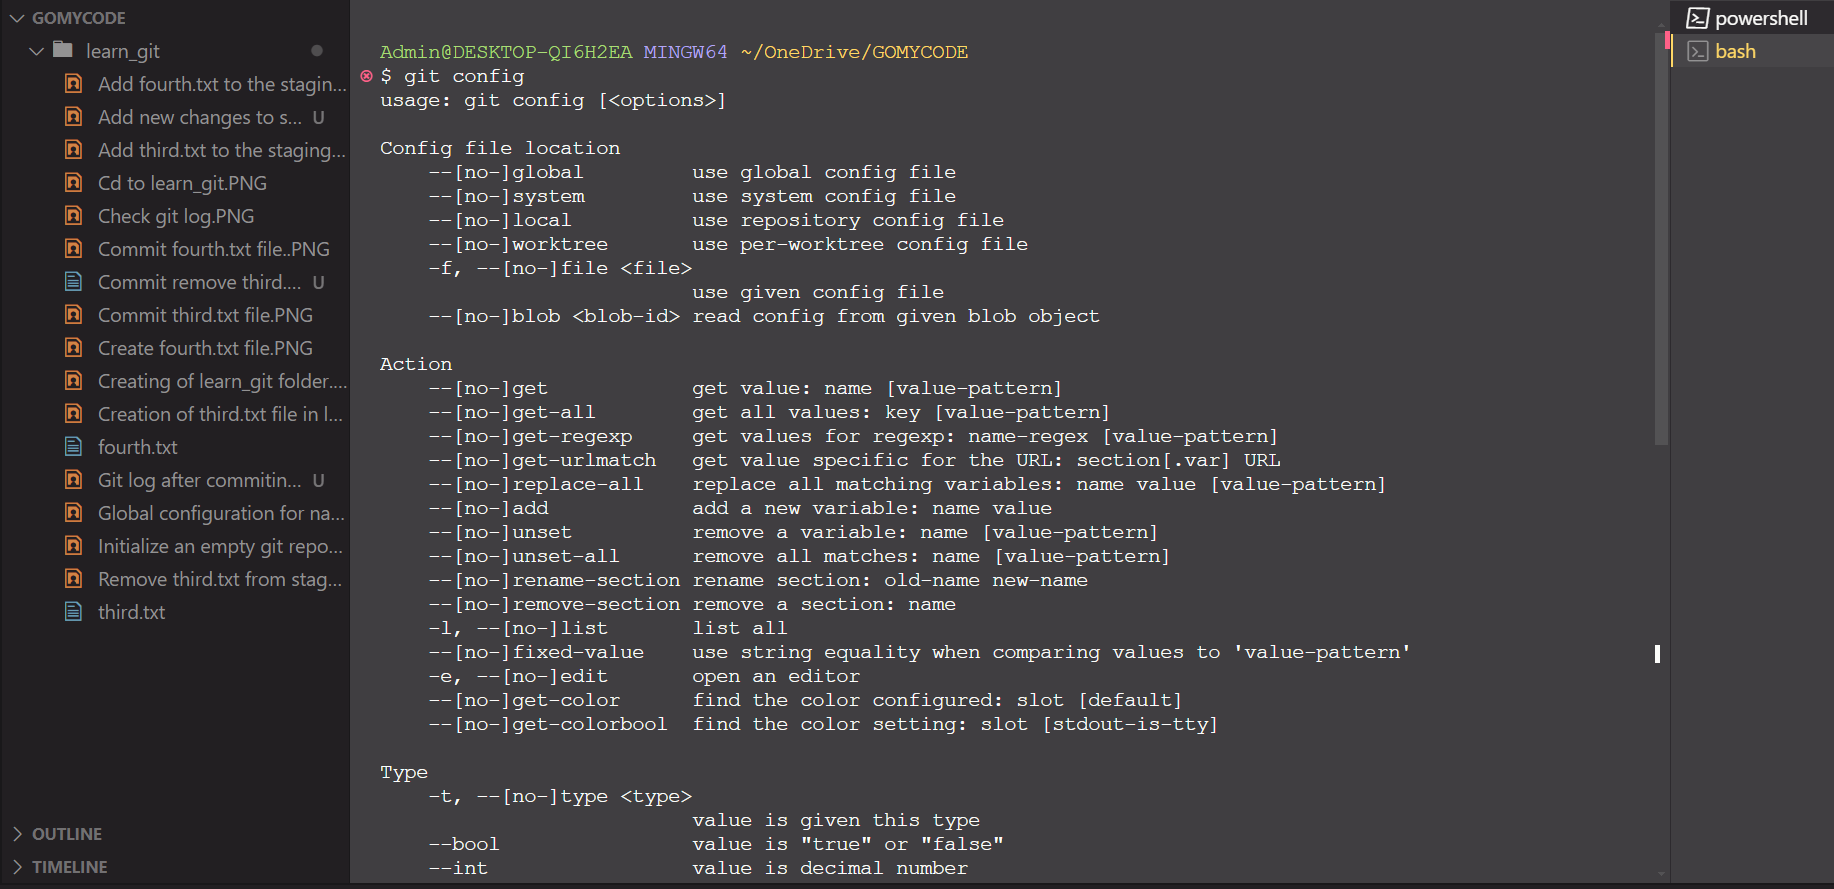 GOMYCODE
learn_git
Add fourth.txt to the stagin...
Add new changes to s... U
Add third.txt to the staging...
Cd to learn_git.PNG
Check git log.PNG
Commit fourth.txt file..PNG
Commit remove third.... U
Commit third.txt file.PNG
Create fourth.txt file.PNG
Creating of learn_git folder....
Creation of third.txt file in l...
fourth.txt
Git log after commitin... U
Global configuration for na...
Initialize an empty git repo...
Remove third.txt from stag...
third.txt
OUTLINE
TIMELINE
Admin@DESKTOP-QI6H2EA MINGW64 ~/OneDrive/GOMYCODE
$ git config
usage: git config [<options>]
Config file location
--[no-]global use global config file
--[no-]system use system config file
--[no-]local use repository config file
--[no-]worktree use per-worktree config file
-f, --[no-]file <file>
use given config file
--[no-]blob <blob-id> read config from given blob object
Action
--[no-]get get value: name [value-pattern]
--[no-]get-all get all values: key [value-pattern]
--[no-]get-regexp get values for regexp: name-regex [value-pattern]
--[no-]get-urlmatch get value specific for the URL: section[.var] URL
--[no-]replace-all replace all matching variables: name value [value-pattern]
--[no-]add add a new variable: name value
--[no-]unset remove a variable: name [value-pattern]
--[no-]unset-all remove all matches: name [value-pattern]
--[no-]rename-section rename section: old-name new-name
--[no-]remove-section remove a section: name
-l, --[no-]list list all
--[no-]fixed-value use string equality when comparing values to 'value-pattern'
-e, --[no-]edit open an editor
--[no-]get-color find the color configured: slot [default]
--[no-]get-colorbool find the color setting: slot [stdout-is-tty]
Type
-t, --[no-]type <type>
value is given this type
--bool value is "true" or "false"
--int value is decimal number
powershell
bash